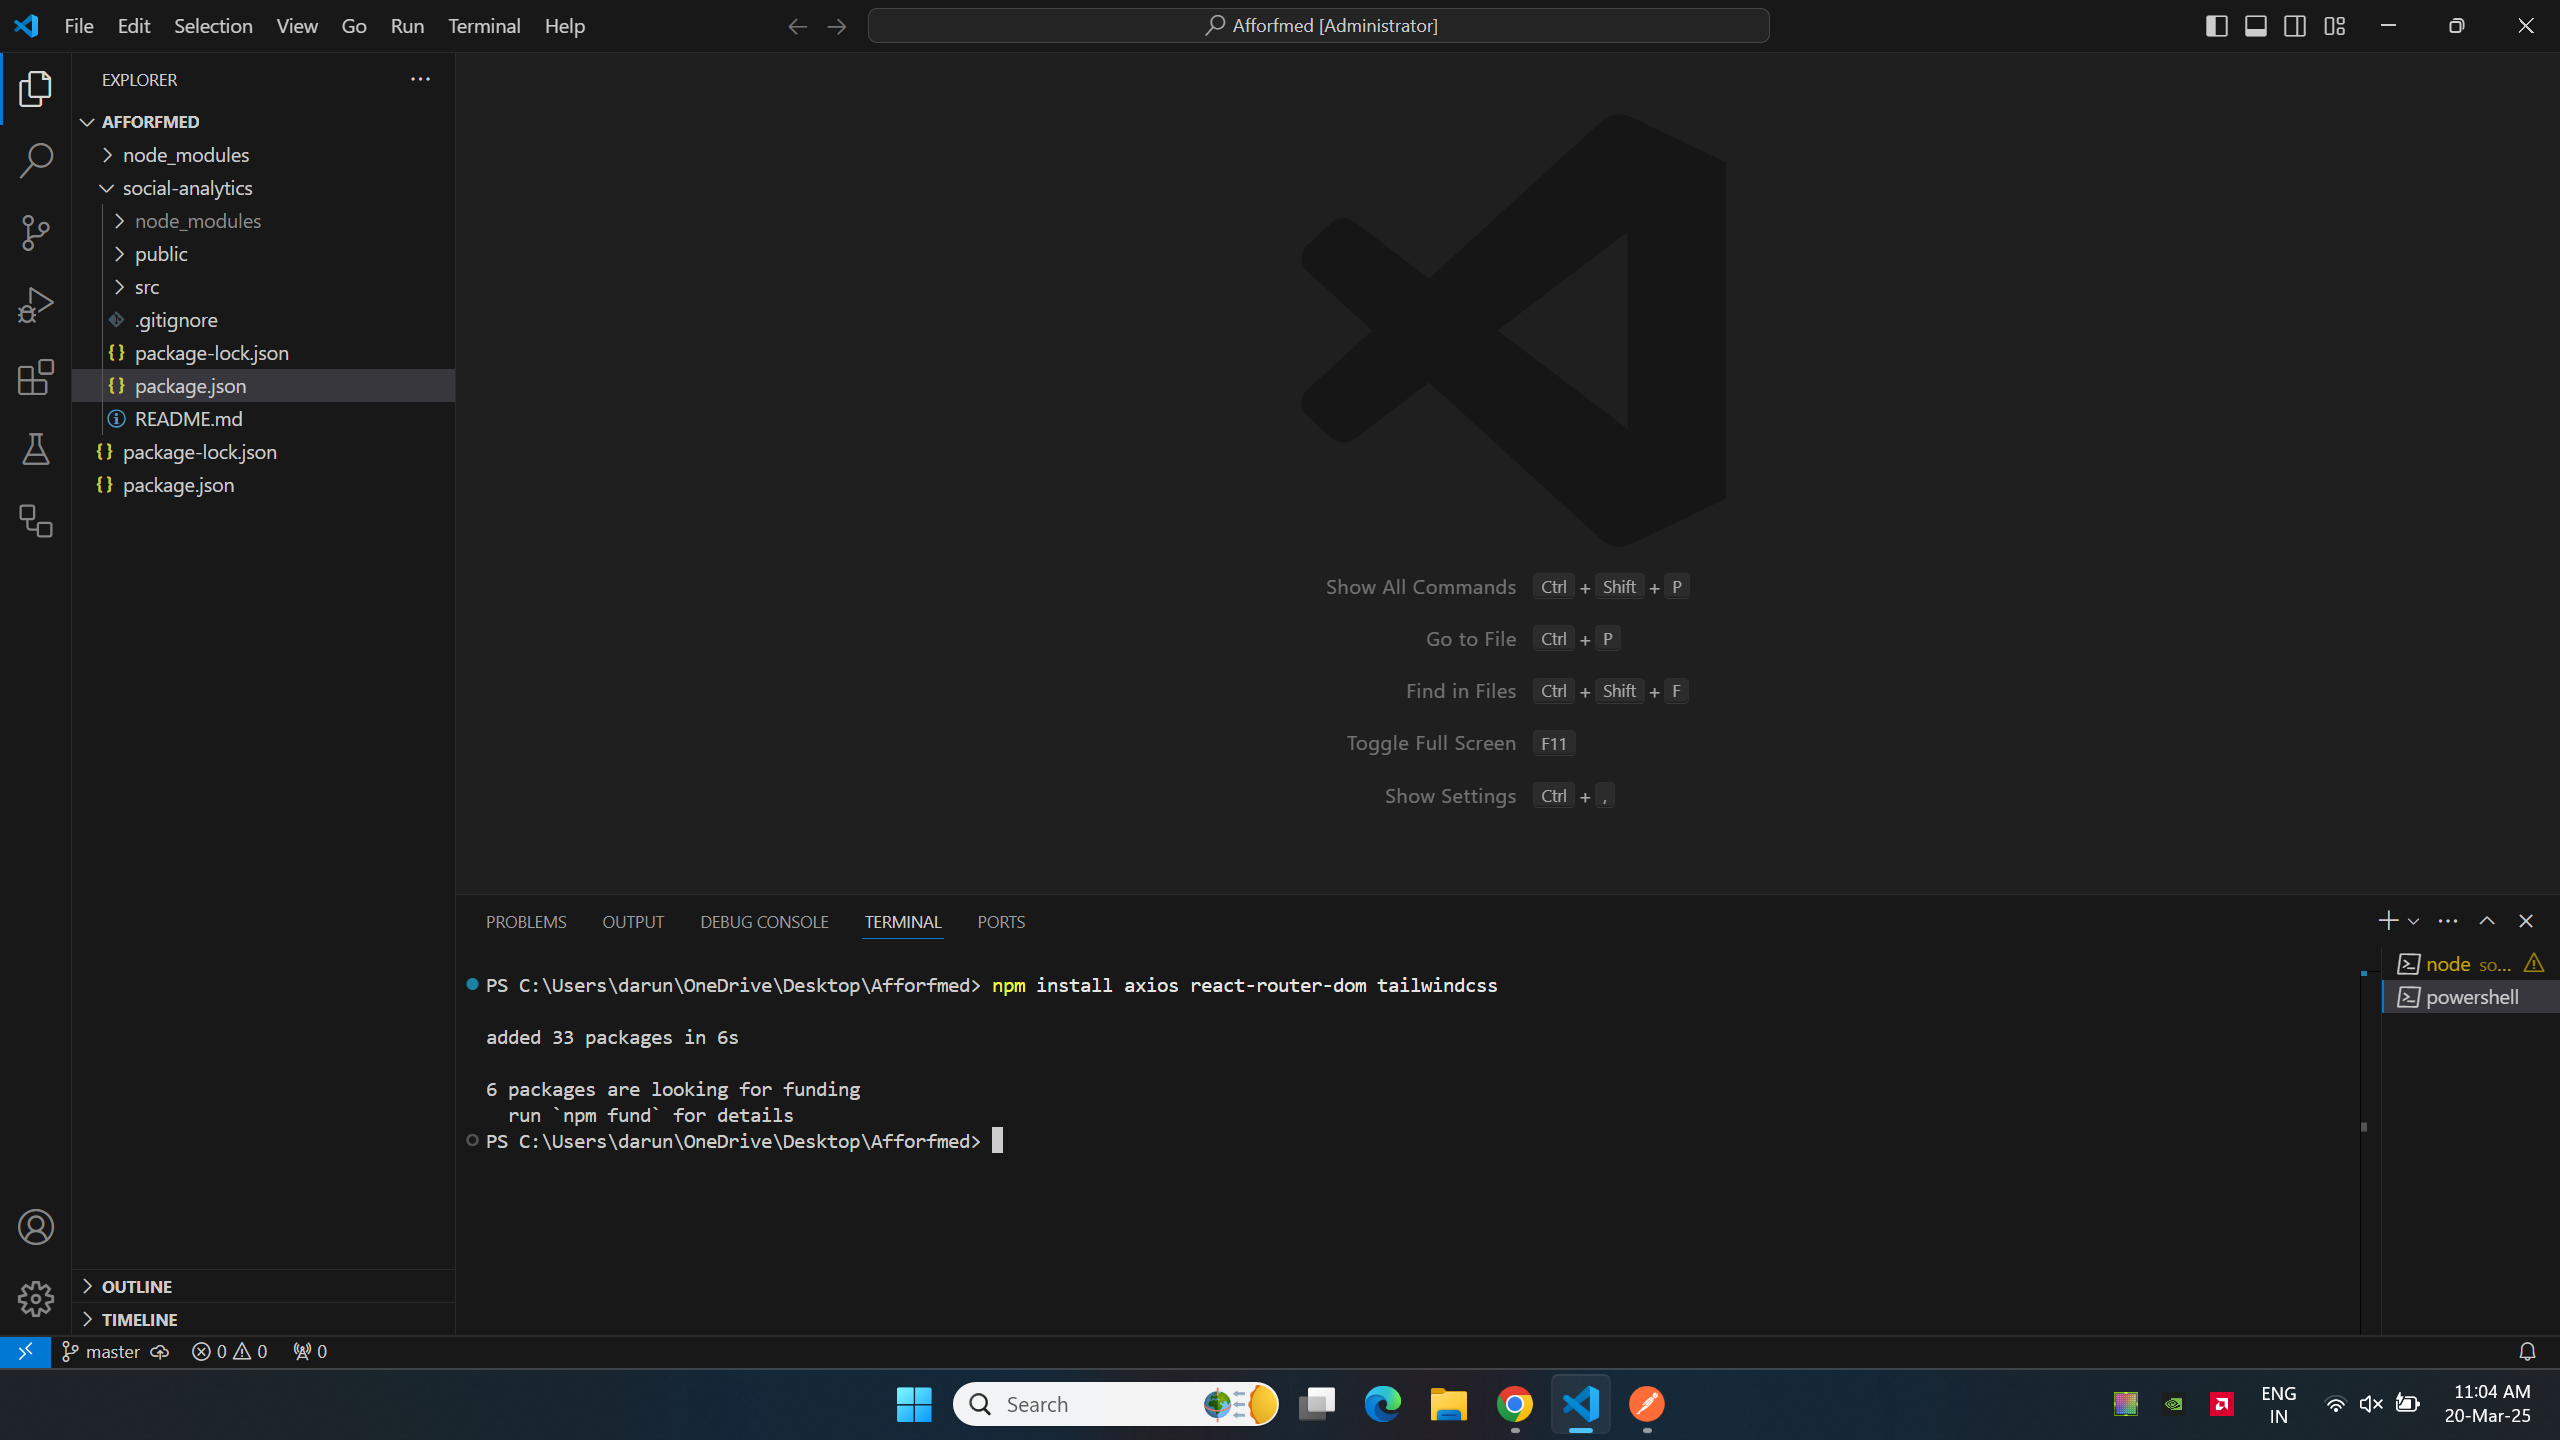 File Edit Selection View Go Run Terminal Help
Afforfmed [Administrator]
EXPLORER
AFFORFMED
node_modules
social-analytics
node_modules
public
src
.gitignore
package-lock.json
package.json
README.md
package-lock.json
package.json
OUTLINE
TIMELINE
Show All Commands Ctrl + Shift + P
Go to File Ctrl + P
Find in Files Ctrl + Shift + F
Toggle Full Screen F11
Show Settings Ctrl + ,
PROBLEMS OUTPUT DEBUG CONSOLE TERMINAL PORTS
PS C:\Users\darun\OneDrive\Desktop\Afforfmed> npm install axios react-router-dom tailwindcss
added 33 packages in 6s
6 packages are looking for funding
run `npm fund` for details
PS C:\Users\darun\OneDrive\Desktop\Afforfmed>
node so...
powershell
master 0 0 0
Search
ENG
IN
11:04 AM
20-Mar-25